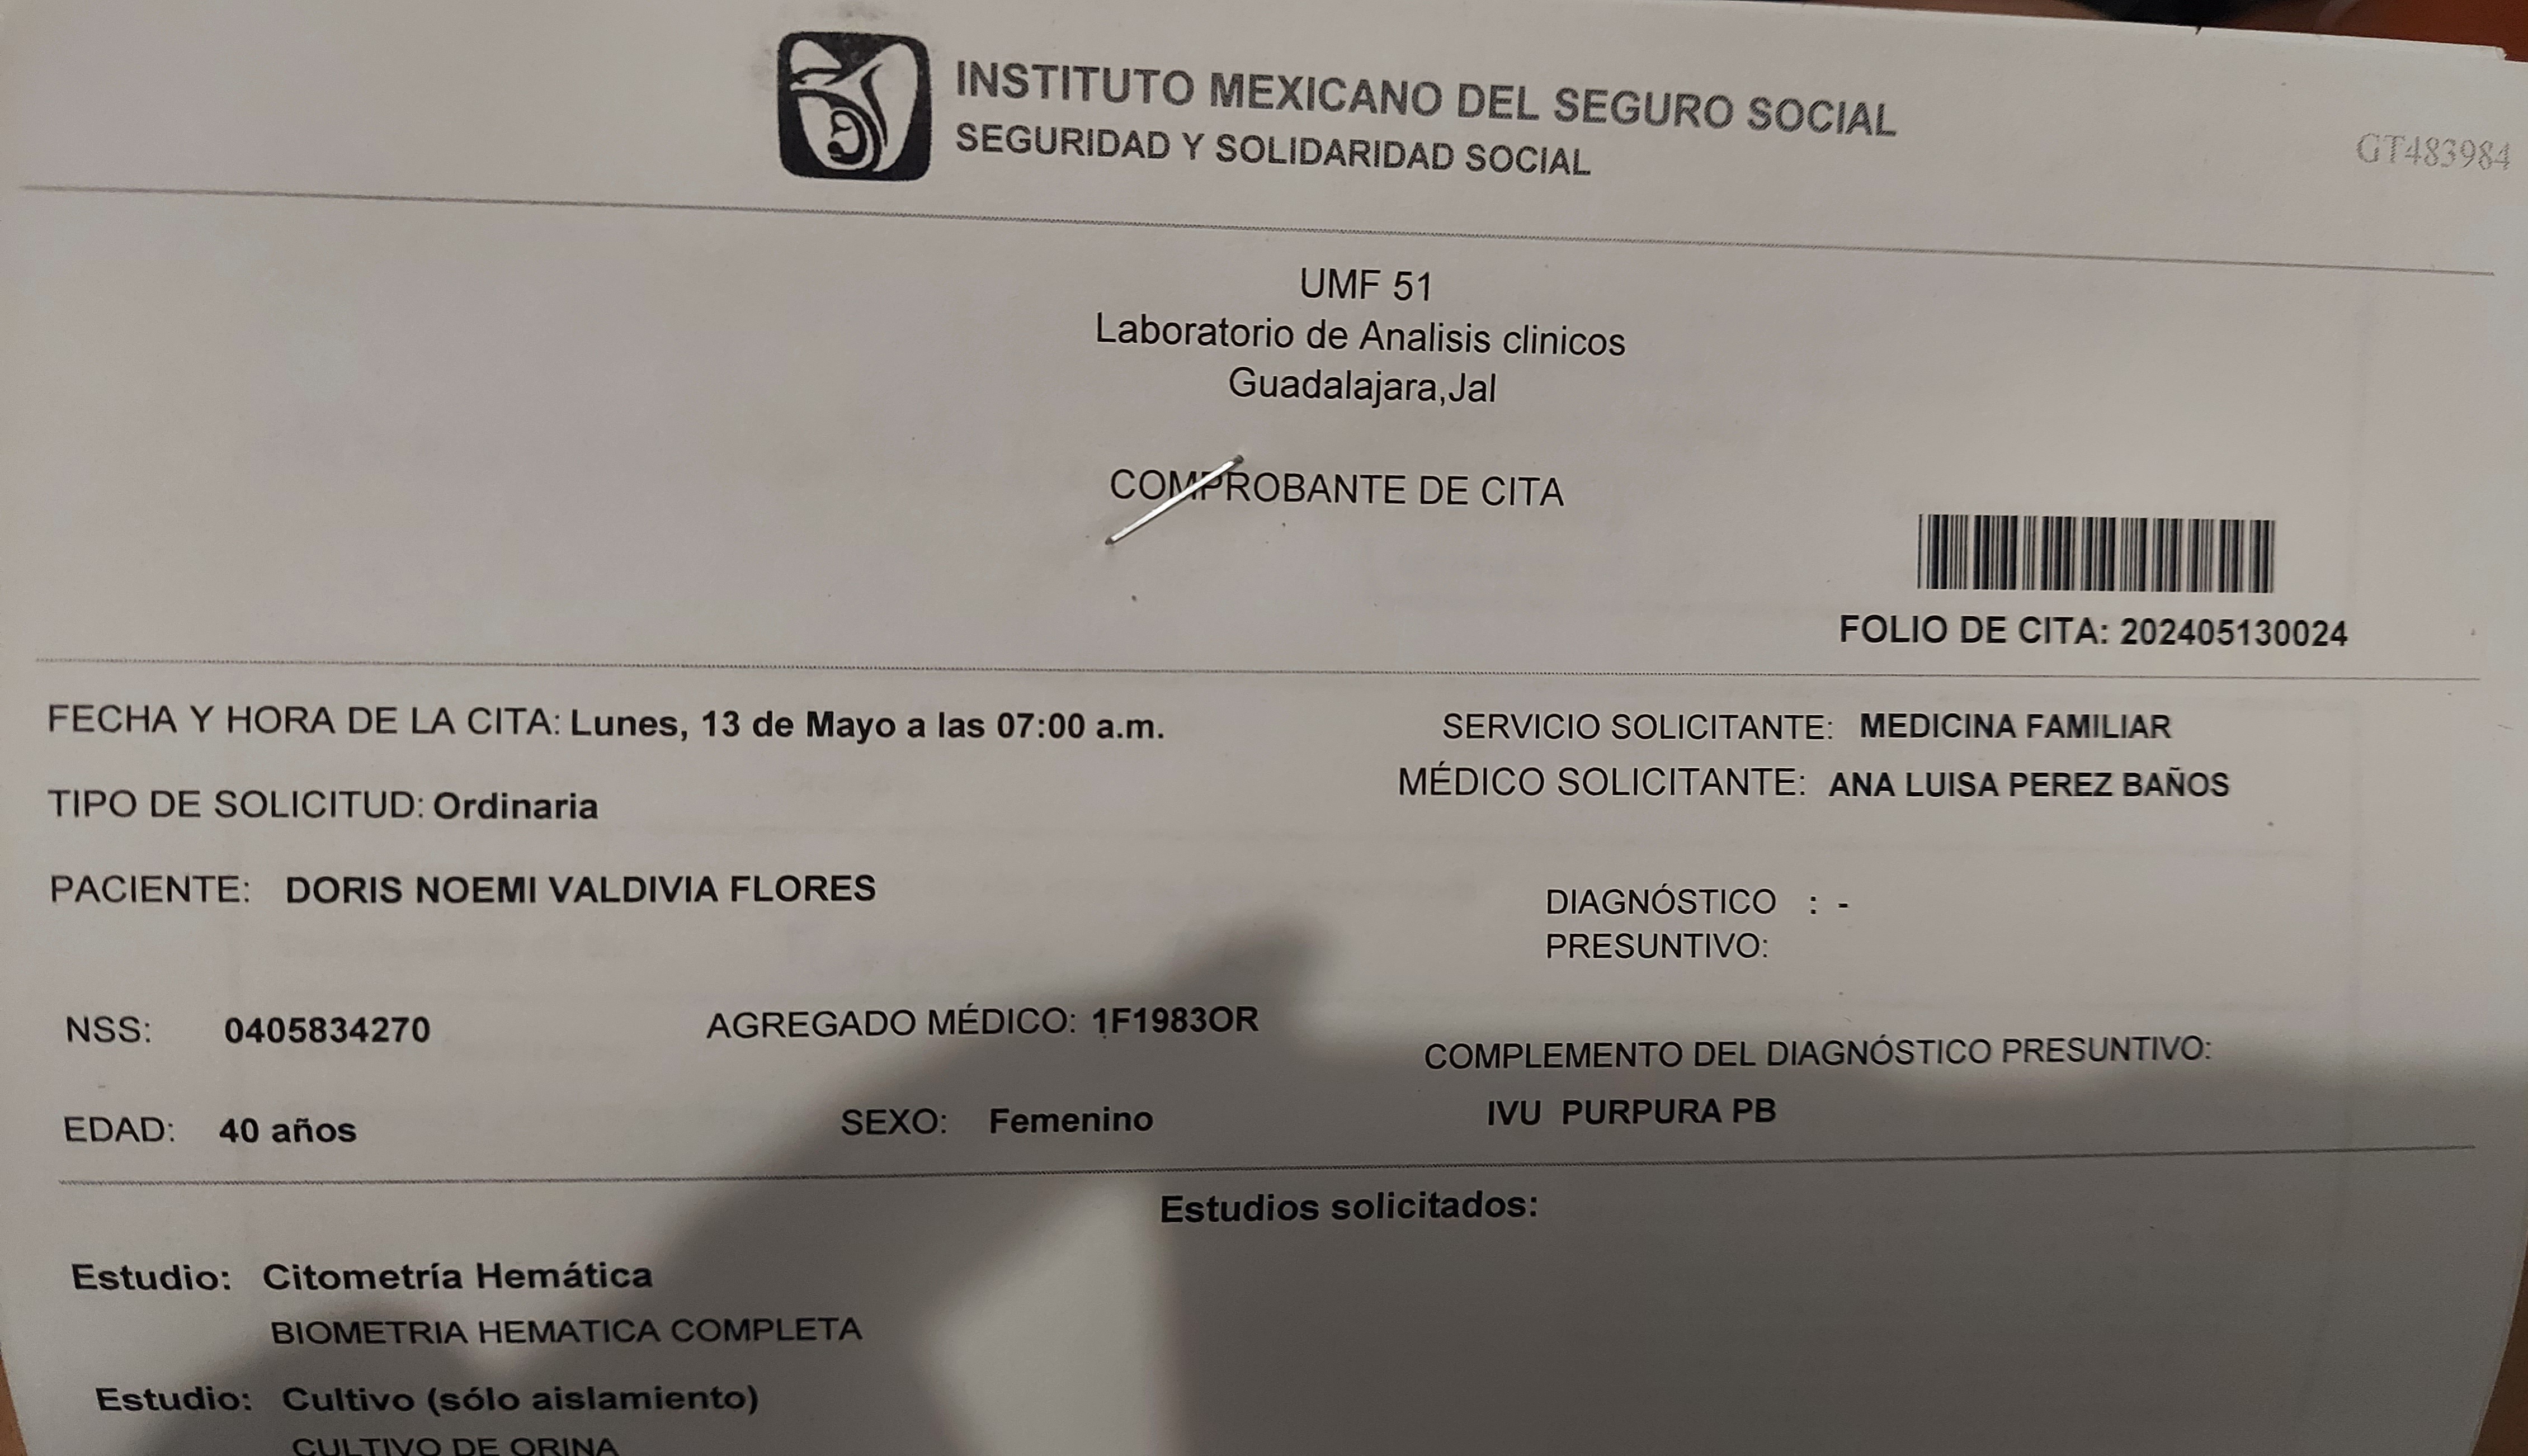 INSTITUTO MEXICANO DEL SEGURO SOCIAL
SEGURIDAD Y SOLIDARIDAD SOCIAL
GT483984
UMF 51
Laboratorio de Analisis clinicos
Guadalajara,Jal
COMPROBANTE DE CITA
FOLIO DE CITA: 202405130024
FECHA Y HORA DE LA CITA: Lunes, 13 de Mayo a las 07:00 a.m.
SERVICIO SOLICITANTE: MEDICINA FAMILIAR
TIPO DE SOLICITUD: Ordinaria
MÉDICO SOLICITANTE: ANA LUISA PEREZ BAÑOS
PACIENTE: DORIS NOEMI VALDIVIA FLORES
DIAGNÓSTICO : -
PRESUNTIVO:
NSS: 0405834270
AGREGADO MÉDICO: 1F1983OR
COMPLEMENTO DEL DIAGNÓSTICO PRESUNTIVO:
EDAD: 40 años
SEXO: Femenino
IVU PURPURA PB
Estudios solicitados:
Estudio: Citometría Hemática
BIOMETRIA HEMATICA COMPLETA
Estudio: Cultivo (sólo aislamiento)
CULTIVO DE ORINA